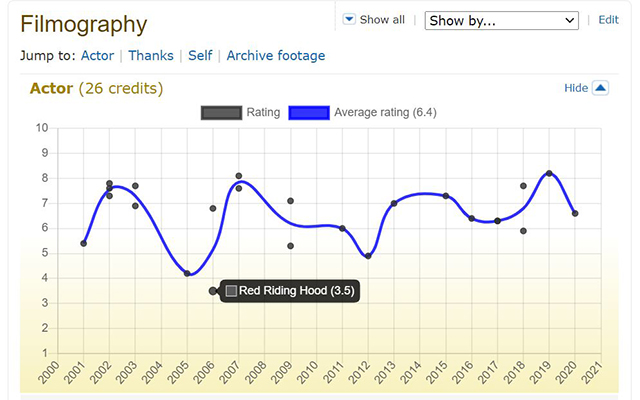 Filmography
Show all | Show by... | Edit
Jump to: Actor | Thanks | Self | Archive footage
Actor (26 credits)
Hide
Rating Average rating (6.4)
10
9
8
7
6
5
4
Red Riding Hood (3.5)
3
2
1
2000 2001 2002 2003 2004 2005 2006 2007 2008 2009 2010 2011 2012 2013 2014 2015 2016 2017 2018 2019 2020 2021